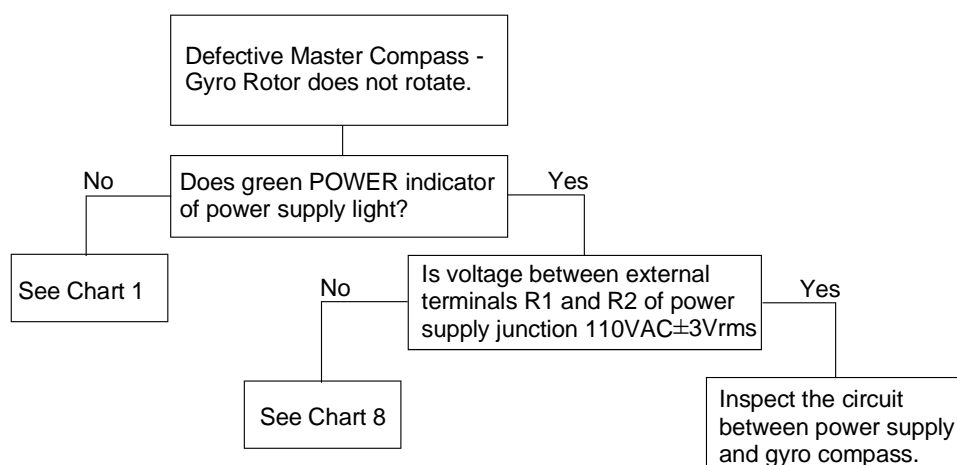 Defective Master Compass -
Gyro Rotor does not rotate.
No
Does green POWER indicator
of power supply light?
Yes
See Chart 1
No
Is voltage between external
terminals R1 and R2 of power
supply junction 110VAC±3Vrms
Yes
See Chart 8
Inspect the circuit
between power supply
and gyro compass.